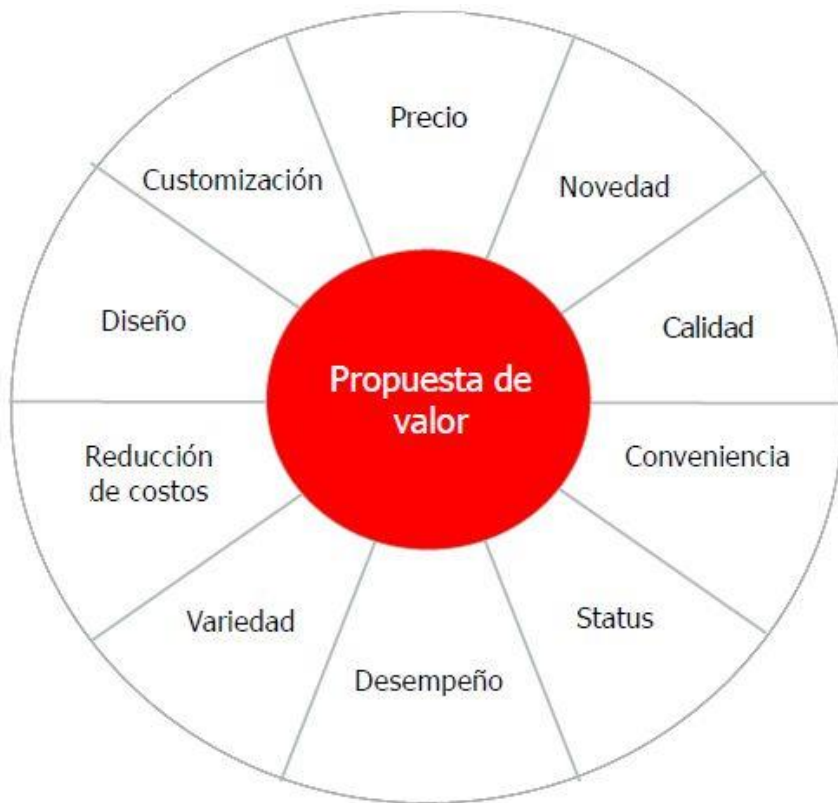 Precio
Novedad
Calidad
Conveniencia
Status
Desempeño
Variedad
Reducción
de costos
Diseño
Customización
Propuesta de
valor